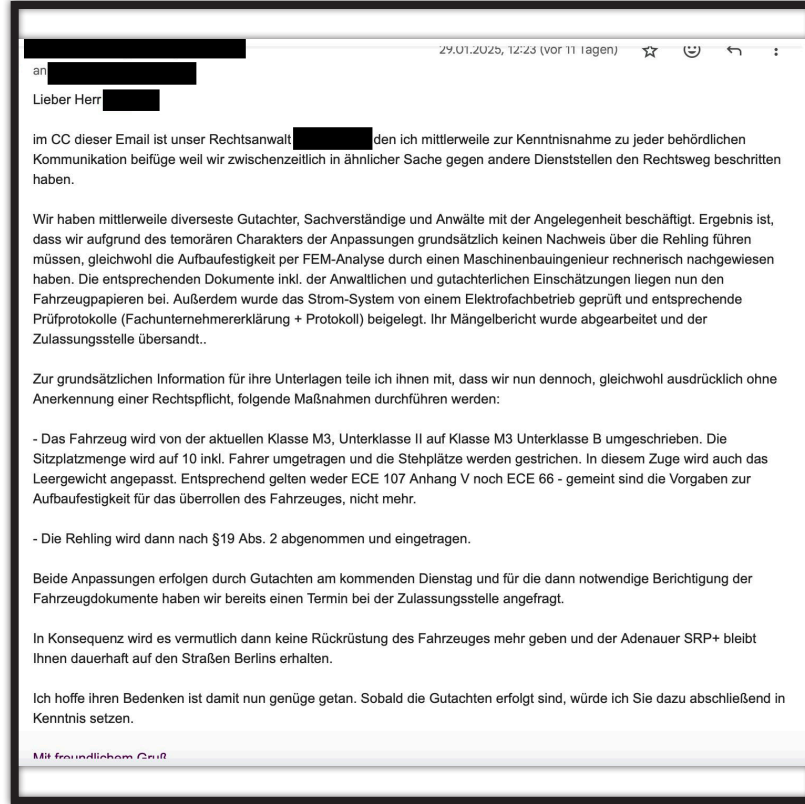 29.01.2025, 12:23 (vor 11 Tagen)
an
Lieber Herr
im CC dieser Email ist unser Rechtsanwalt den ich mittlerweile zur Kenntnisnahme zu jeder behördlichen
Kommunikation beifüge weil wir zwischenzeitlich in ähnlicher Sache gegen andere Dienststellen den Rechtsweg beschritten
haben.
Wir haben mittlerweile diverseste Gutachter, Sachverständige und Anwälte mit der Angelegenheit beschäftigt. Ergebnis ist,
dass wir aufgrund des temorären Charakters der Anpassungen grundsätzlich keinen Nachweis über die Rehling führen
müssen, gleichwohl die Aufbaufestigkeit per FEM-Analyse durch einen Maschinenbauingenieur rechnerisch nachgewiesen
haben. Die entsprechenden Dokumente inkl. der Anwaltlichen und gutachterlichen Einschätzungen liegen nun den
Fahrzeugpapieren bei. Außerdem wurde das Strom-System von einem Elektrofachbetrieb geprüft und entsprechende
Prüfprotokolle (Fachunternehmererklärung + Protokoll) beigelegt. Ihr Mängelbericht wurde abgearbeitet und der
Zulassungsstelle übersandt..
Zur grundsätzlichen Information für ihre Unterlagen teile ich ihnen mit, dass wir nun dennoch, gleichwohl ausdrücklich ohne
Anerkennung einer Rechtspflicht, folgende Maßnahmen durchführen werden:
- Das Fahrzeug wird von der aktuellen Klasse M3, Unterklasse II auf Klasse M3 Unterklasse B umgeschrieben. Die
Sitzplatzmenge wird auf 10 inkl. Fahrer umgetragen und die Stehplätze werden gestrichen. In diesem Zuge wird auch das
Leergewicht angepasst. Entsprechend gelten weder ECE 107 Anhang V noch ECE 66 - gemeint sind die Vorgaben zur
Aufbaufestigkeit für das überrollen des Fahrzeuges, nicht mehr.
- Die Rehling wird dann nach §19 Abs. 2 abgenommen und eingetragen.
Beide Anpassungen erfolgen durch Gutachten am kommenden Dienstag und für die dann notwendige Berichtigung der
Fahrzeugdokumente haben wir bereits einen Termin bei der Zulassungsstelle angefragt.
In Konsequenz wird es vermutlich dann keine Rückrüstung des Fahrzeuges mehr geben und der Adenauer SRP+ bleibt
Ihnen dauerhaft auf den Straßen Berlins erhalten.
Ich hoffe ihren Bedenken ist damit nun genüge getan. Sobald die Gutachten erfolgt sind, würde ich Sie dazu abschließend in
Kenntnis setzen.
Mit freundlichem Gruß